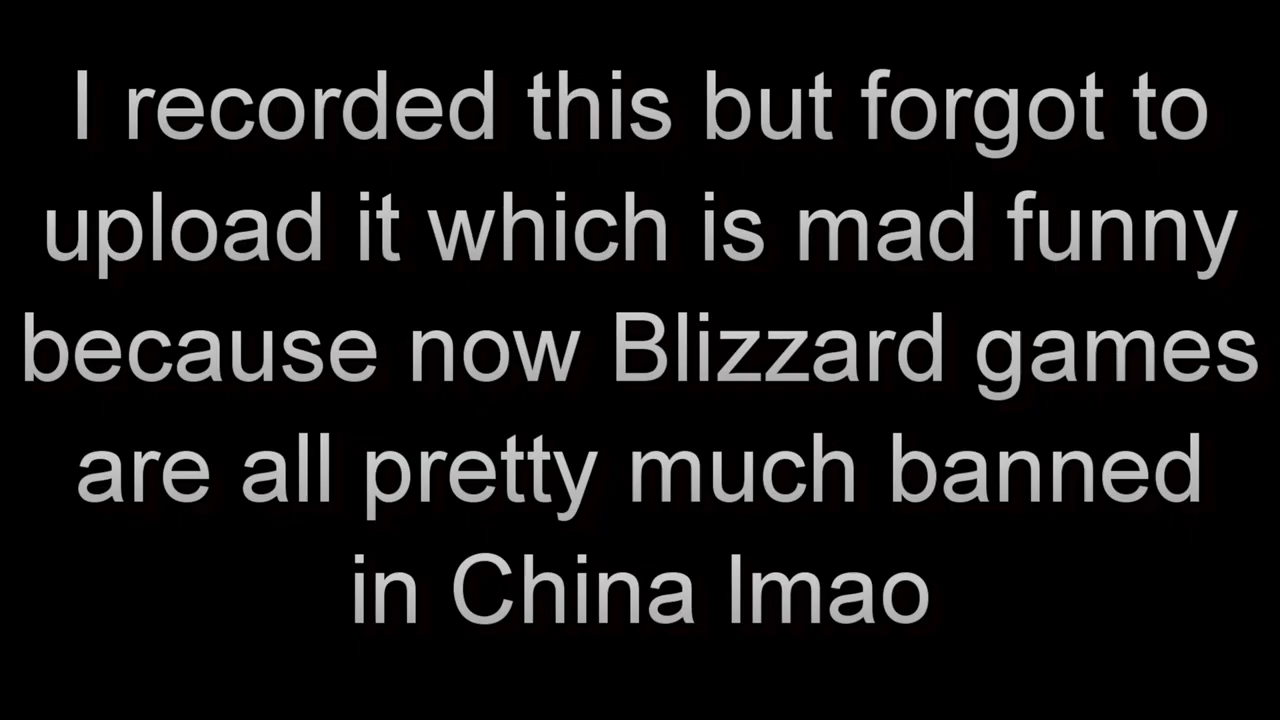 I recorded this but forgot to
upload it which is mad funny
because now Blizzard games
are all pretty much banned
in China lmao